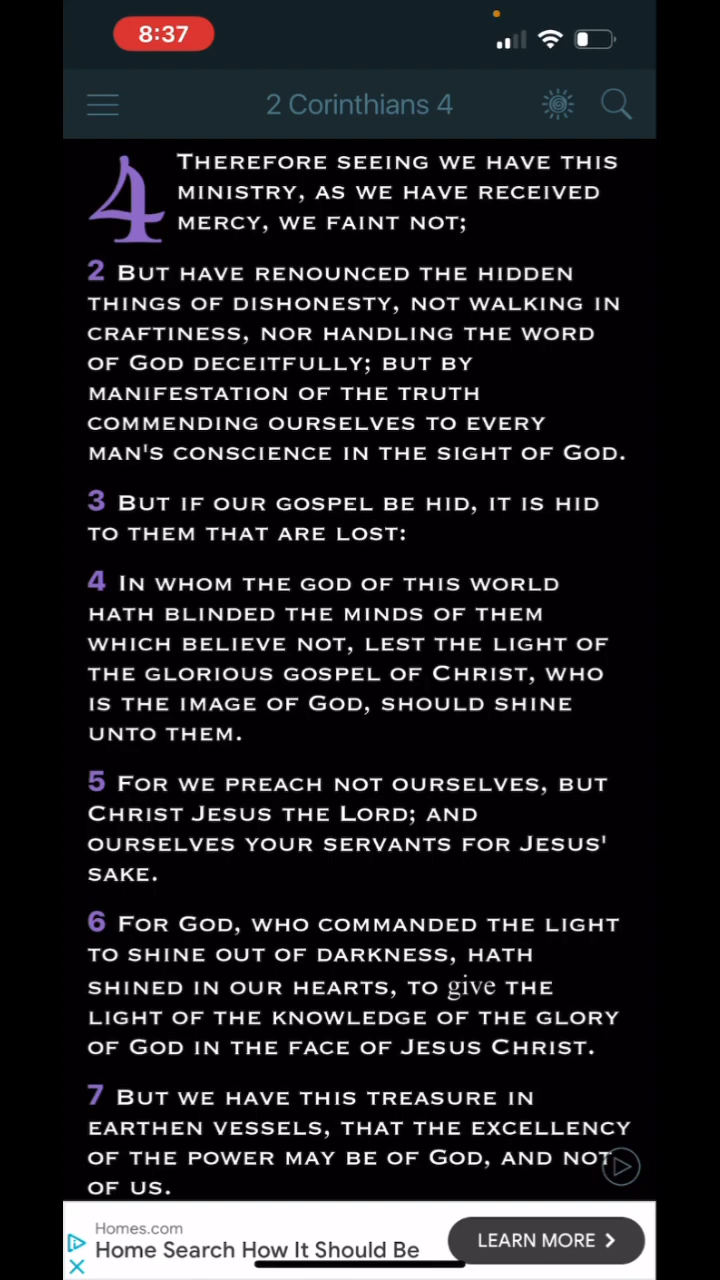 8:37
2 Corinthians 4
4 Therefore seeing we have this
ministry, as we have received
mercy, we faint not;
2 But have renounced the hidden
things of dishonesty, not walking in
craftiness, nor handling the word
of God deceitfully; but by
manifestation of the truth
commending ourselves to every
man's conscience in the sight of God.
3 But if our gospel be hid, it is hid
to them that are lost:
4 In whom the god of this world
hath blinded the minds of them
which believe not, lest the light of
the glorious gospel of Christ, who
is the image of God, should shine
unto them.
5 For we preach not ourselves, but
Christ Jesus the Lord; and
ourselves your servants for Jesus'
sake.
6 For God, who commanded the light
to shine out of darkness, hath
shined in our hearts, to give the
light of the knowledge of the glory
of God in the face of Jesus Christ.
7 But we have this treasure in
earthen vessels, that the excellency
of the power may be of God, and not
of us.
Homes.com
Home Search How It Should Be
LEARN MORE